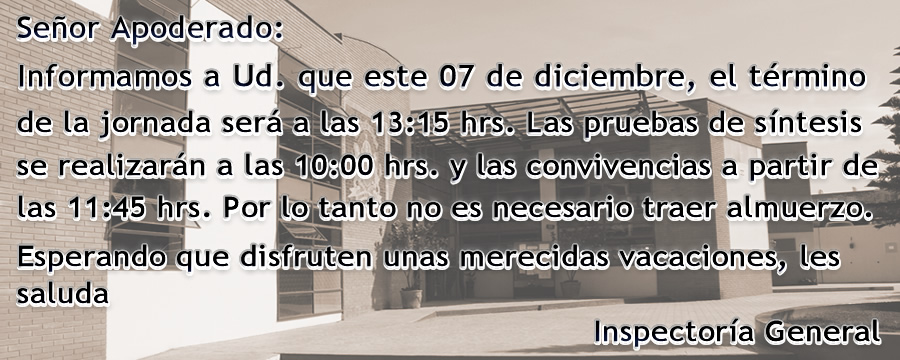 Señor Apoderado:
Informamos a Ud. que este 07 de diciembre, el término
de la jornada será a las 13:15 hrs. Las pruebas de síntesis
se realizarán a las 10:00 hrs. y las convivencias a partir de
las 11:45 hrs. Por lo tanto no es necesario traer almuerzo.
Esperando que disfruten unas merecidas vacaciones, les
saluda
Inspectoría General